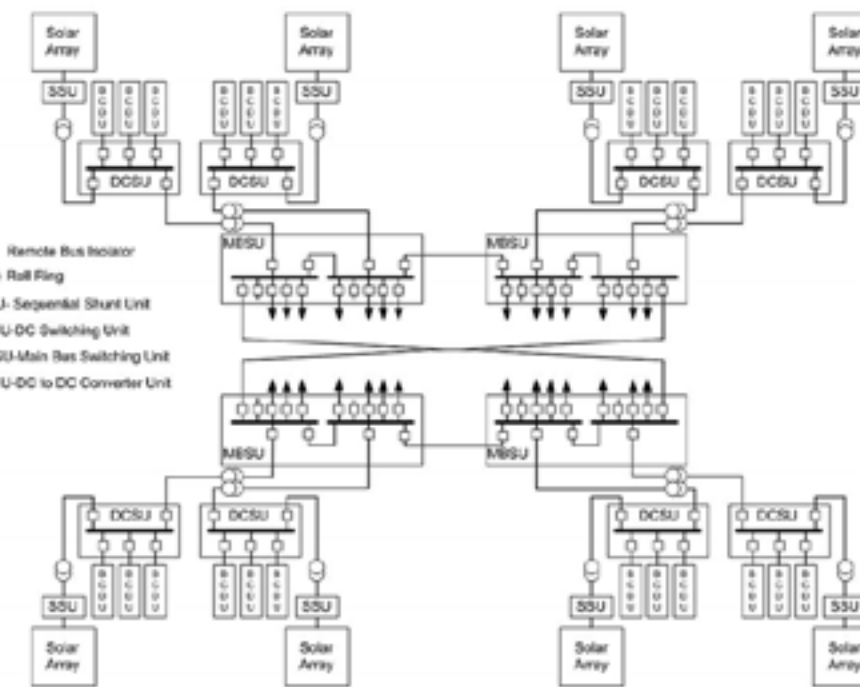 Solar
Array
Solar
Array
Solar
Array
Solar
Array
SSU
B
C
D
U
B
C
D
U
B
C
D
U
B
C
D
U
B
C
D
U
B
C
D
U
SSU
SSU
B
C
D
U
B
C
D
U
B
C
D
U
B
C
D
U
B
C
D
U
B
C
D
U
SSU
DCSU
DCSU
DCSU
DCSU
MBSU
MBSU
Remote Bus Isolator
Roll Ring
U- Sequential Shunt Unit
U-DC Switching Unit
SU-Main Bus Switching Unit
U-DC to DC Converter Unit
MBSU
MBSU
DCSU
DCSU
DCSU
DCSU
SSU
B
C
D
U
B
C
D
U
B
C
D
U
B
C
D
U
B
C
D
U
B
C
D
U
SSU
SSU
B
C
D
U
B
C
D
U
B
C
D
U
B
C
D
U
B
C
D
U
B
C
D
U
SSU
Solar
Array
Solar
Array
Solar
Array
Solar
Array